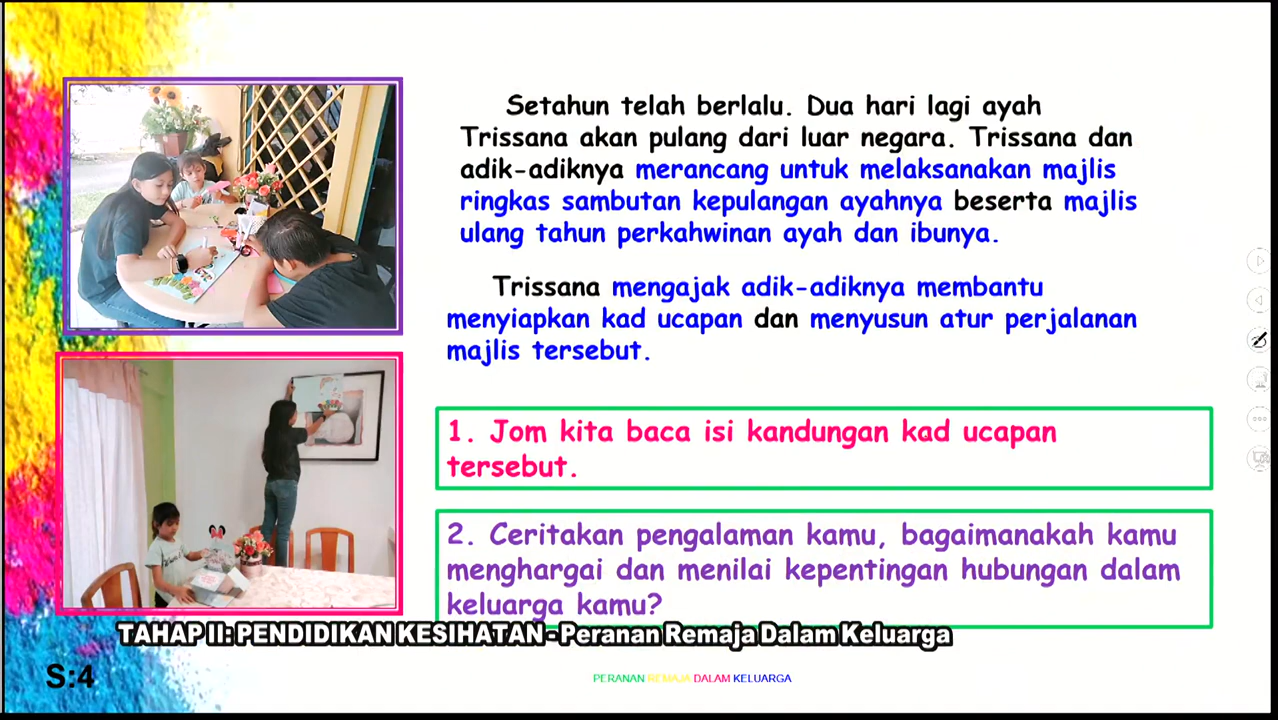 Setahun telah berlalu. Dua hari lagi ayah
Trissana akan pulang dari luar negara. Trissana dan
adik-adiknya merancang untuk melaksanakan majlis
ringkas sambutan kepulangan ayahnya beserta majlis
ulang tahun perkahwinan ayah dan ibunya.
Trissana mengajak adik-adiknya membantu
menyiapkan kad ucapan dan menyusun atur perjalanan
majlis tersebut.
1. Jom kita baca isi kandungan kad ucapan
tersebut.
2. Ceritakan pengalaman kamu, bagaimanakah kamu
menghargai dan menilai kepentingan hubungan dalam
keluarga kamu?
TAHAP II: PENDIDIKAN KESIHATAN - Peranan Remaja Dalam Keluarga
S:4
PERANAN REMAJA DALAM KELUARGA